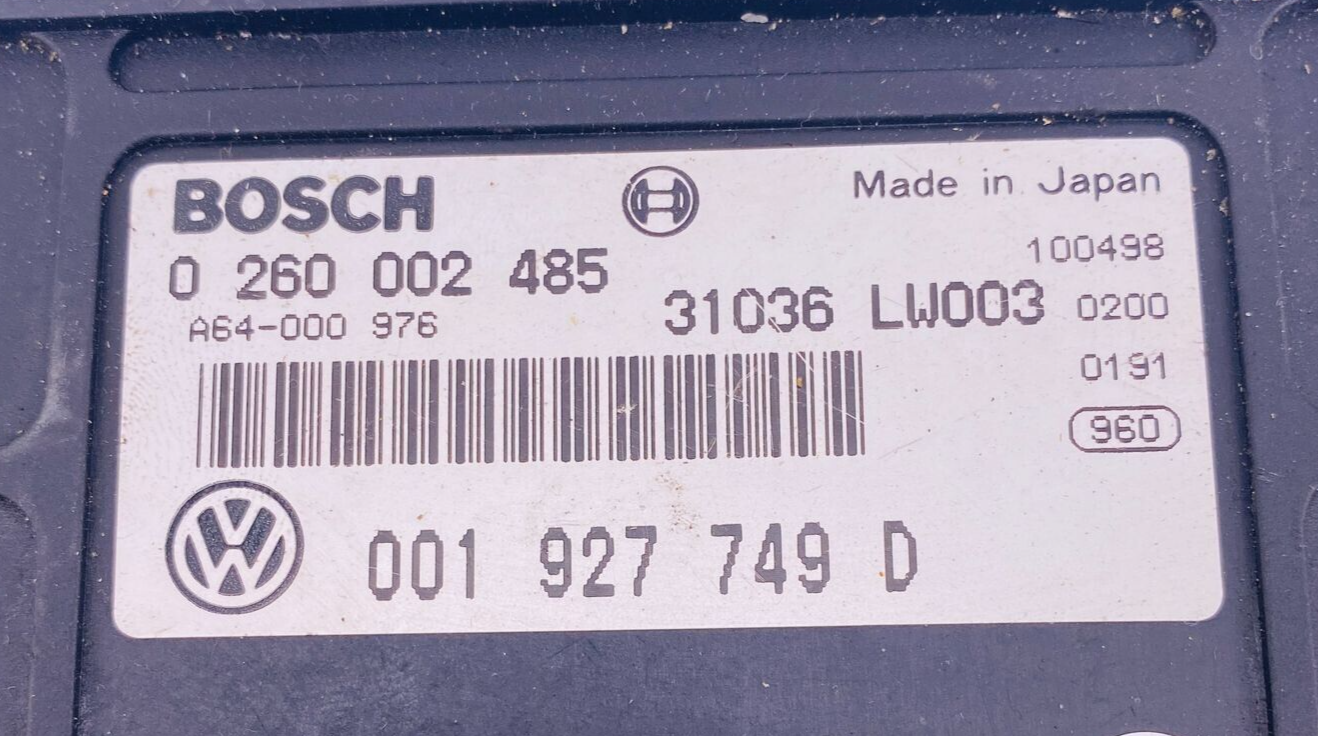 BOSCH
Made in Japan
0 260 002 485
100498
A64-000 976
31036 LW003
0200
0191
960
VW
001 927 749 D